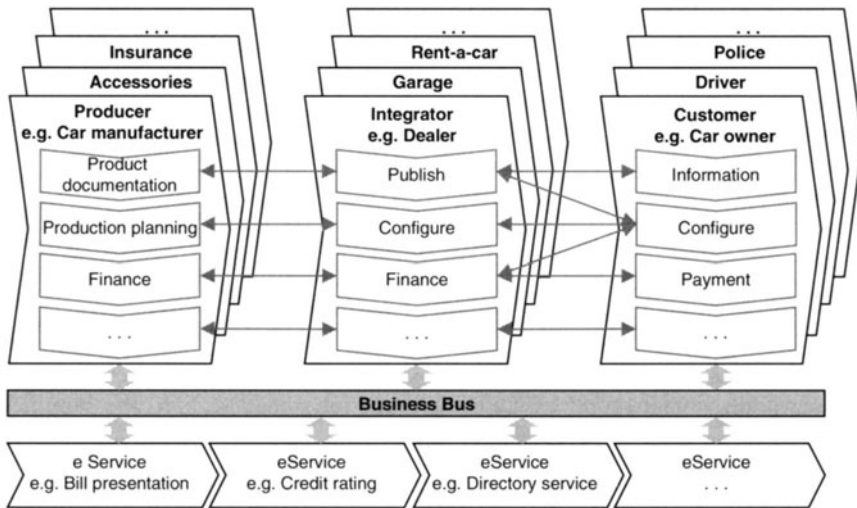 ...
Insurance
Accessories
Producer
e.g. Car manufacturer
Product
documentation
Production planning
Finance
...
...
Rent-a-car
Garage
Integrator
e.g. Dealer
Publish
Configure
Finance
...
...
Police
Driver
Customer
e.g. Car owner
Information
Configure
Payment
...
Business Bus
e Service
e.g. Bill presentation
eService
e.g. Credit rating
eService
e.g. Directory service
eService
...